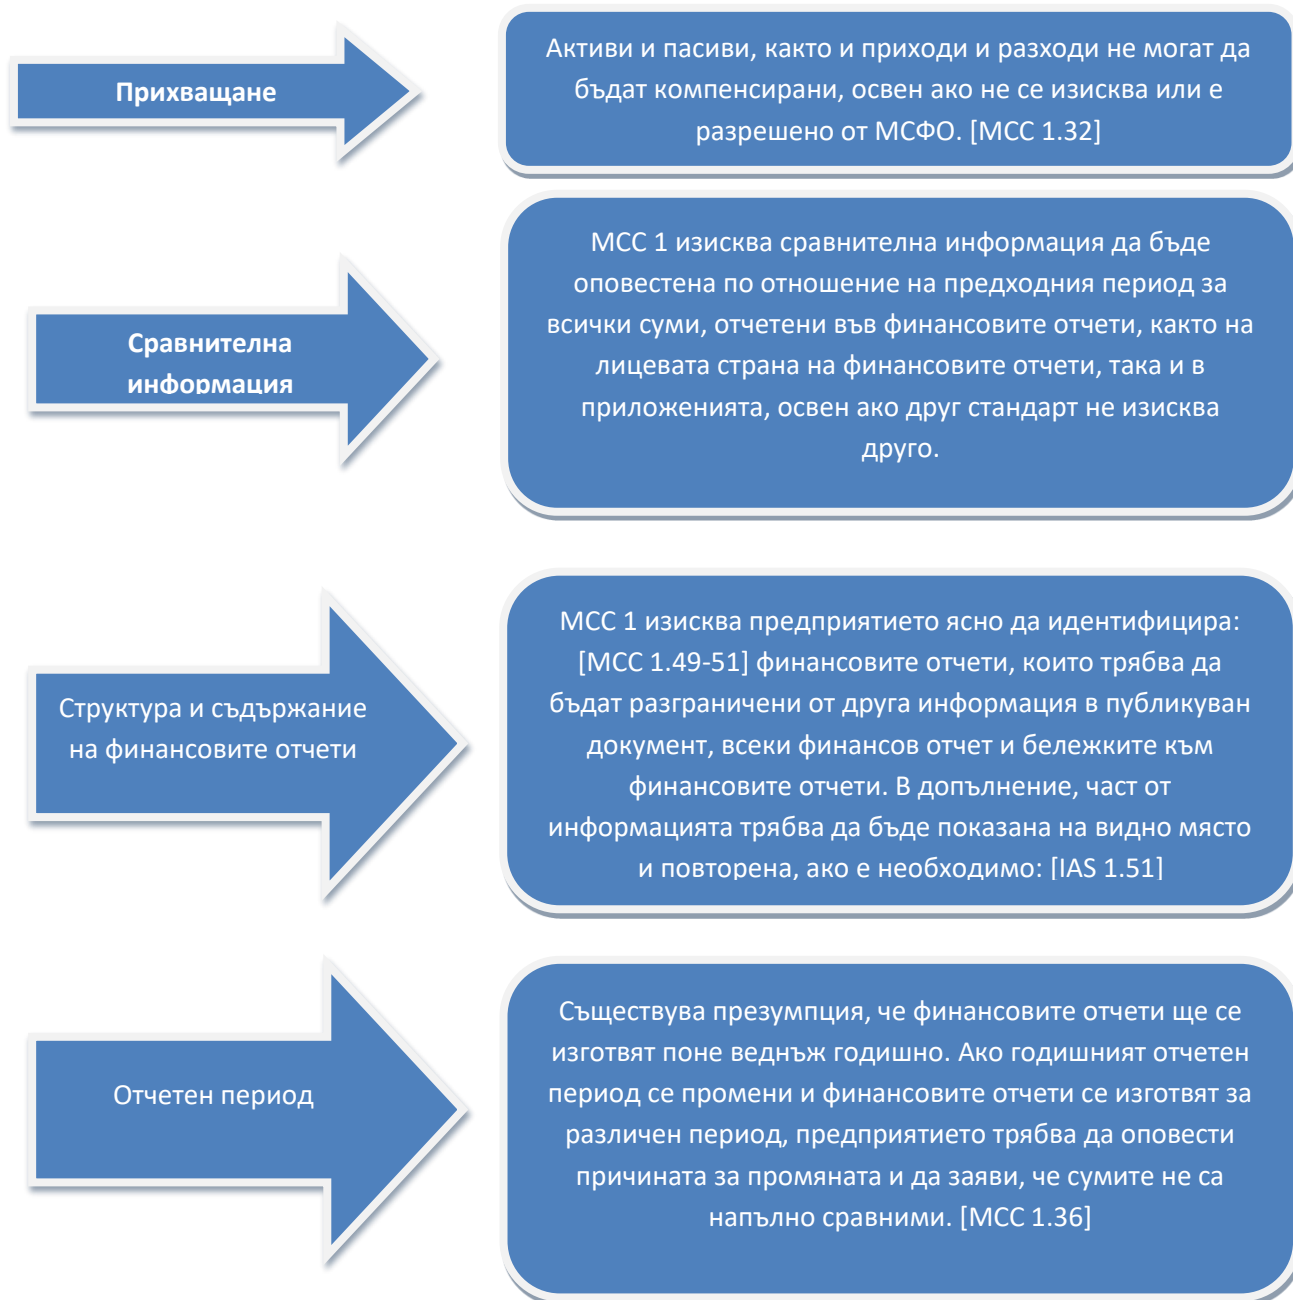 Прихващане
Активи и пасиви, както и приходи и разходи не могат да
бъдат компенсирани, освен ако не се изисква или е
разрешено от МСФО. [МСС 1.32]
Сравнителна
информация
МСС 1 изисква сравнителна информация да бъде
оповестена по отношение на предходния период за
всички суми, отчетени във финансовите отчети, както на
лицевата страна на финансовите отчети, така и в
приложенията, освен ако друг стандарт не изисква
друго.
Структура и съдържание
на финансовите отчети
МСС 1 изисква предприятието ясно да идентифицира:
[МСС 1.49-51] финансовите отчети, които трябва да
бъдат разграничени от друга информация в публикуван
документ, всеки финансов отчет и бележките към
финансовите отчети. В допълнение, част от
информацията трябва да бъде показана на видно място
и повторена, ако е необходимо: [IAS 1.51]
Отчетен период
Съществува презумпция, че финансовите отчети ще се
изготвят поне веднъж годишно. Ако годишният отчетен
период се промени и финансовите отчети се изготвят за
различен период, предприятието трябва да оповести
причината за промяната и да заяви, че сумите не са
напълно сравними. [МСС 1.36]